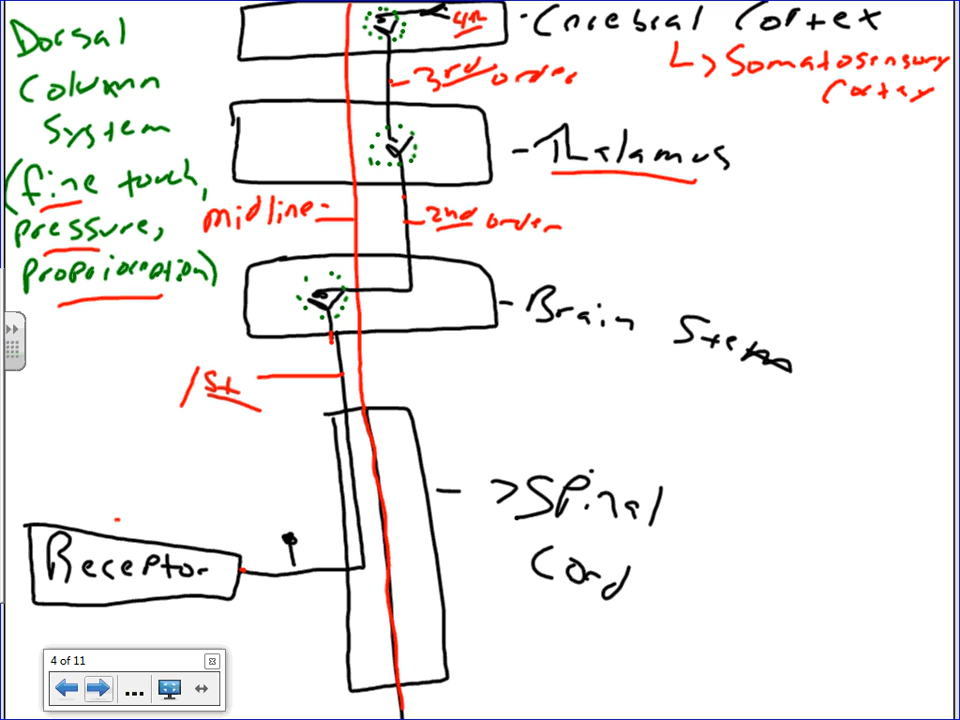 Dorsal
Column
System
(fine touch,
pressure,
proprioception)
4th
Cerebral Cortex
↳ Somatosensory
Cortex
3rd order
- Thalamus
midline -
2nd order
- Brain Stem
1st
-> Spinal
Cord
Receptor
4 of 11